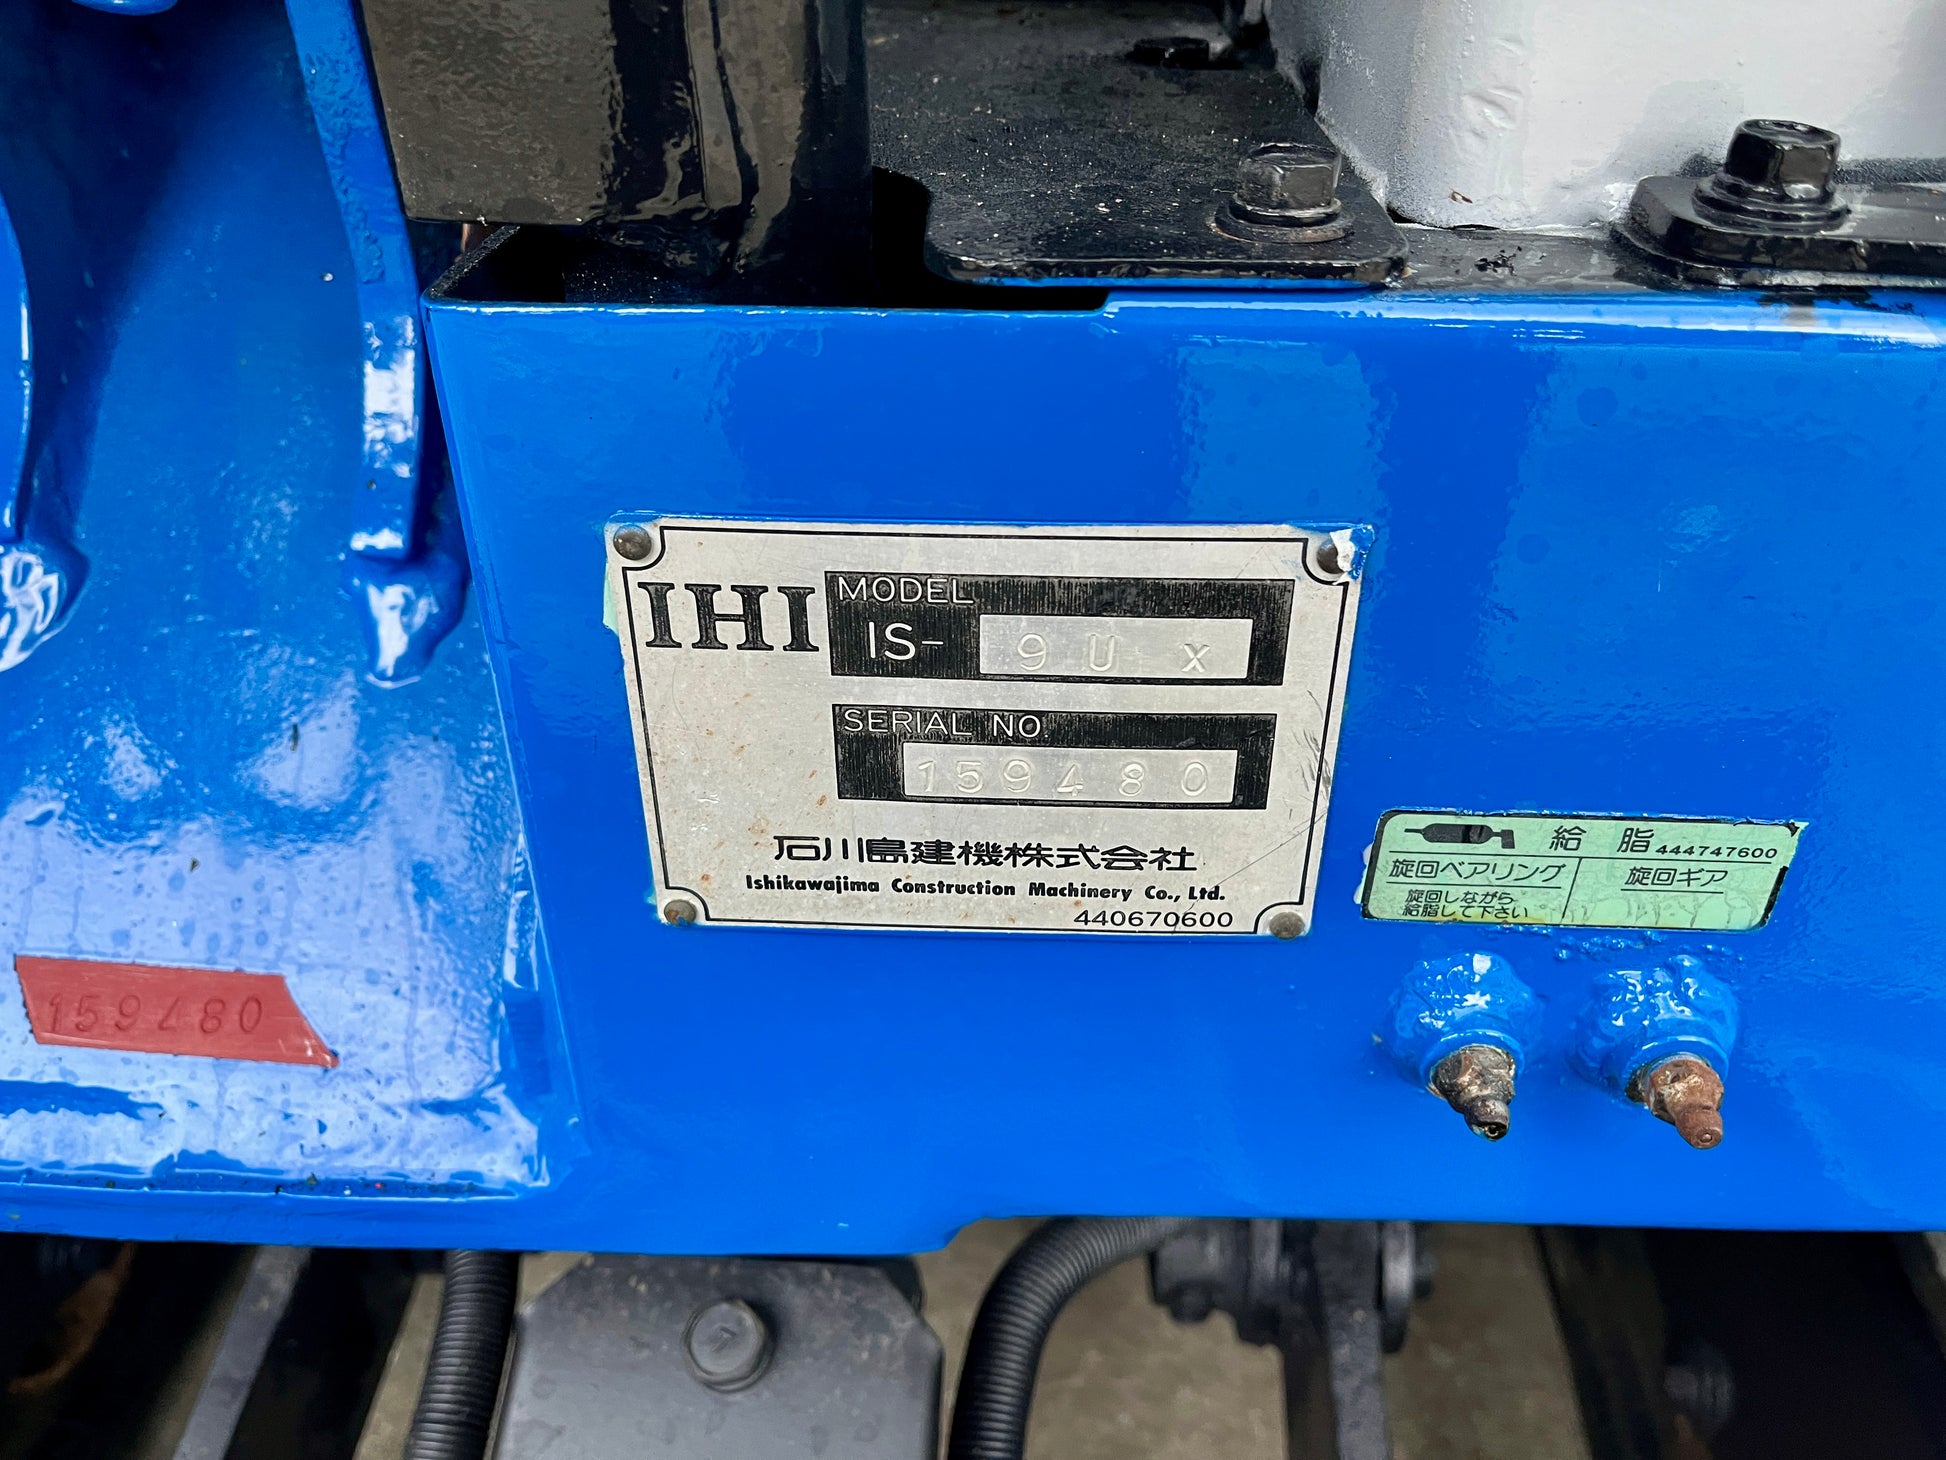 IHI
MODEL
IS- 9UX
SERIAL NO.
159480
石川島建機株式会社
Ishikawajima Construction Machinery Co., Ltd.
440670600
159480
給脂 444747600
旋回ベアリング
旋回ギア
旋回しながら
給脂して下さい
7